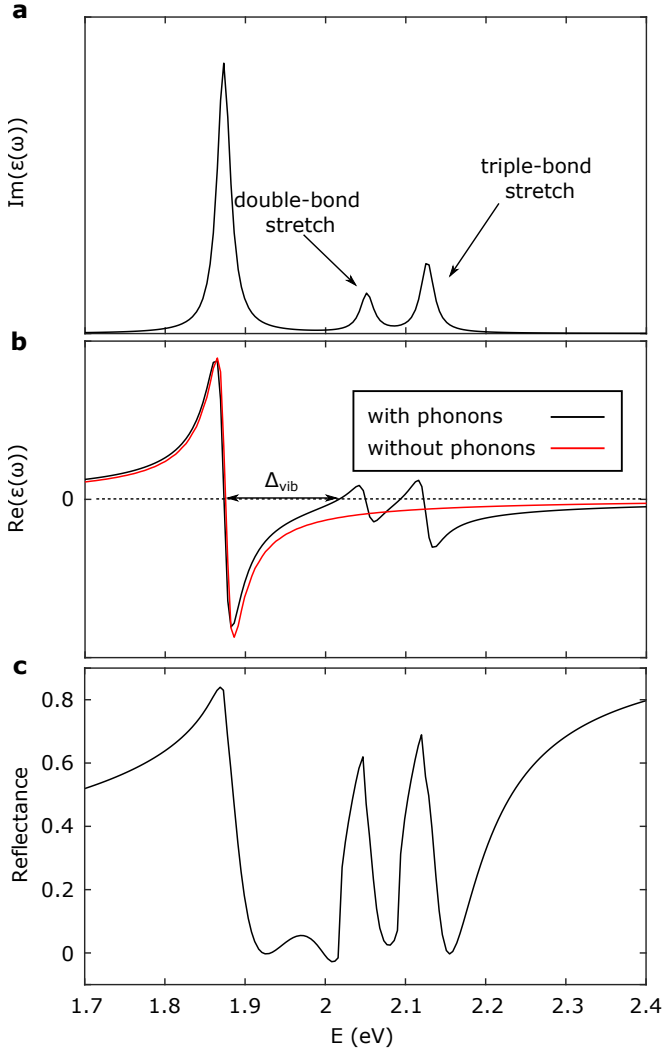 a
Im(ε(ω))
double-bond
stretch
triple-bond
stretch
b
Re(ε(ω))
0
Δvib
with phonons
without phonons
c
Reflectance
0.8
0.6
0.4
0.2
0
1.7 1.8 1.9 2 2.1 2.2 2.3 2.4
E (eV)